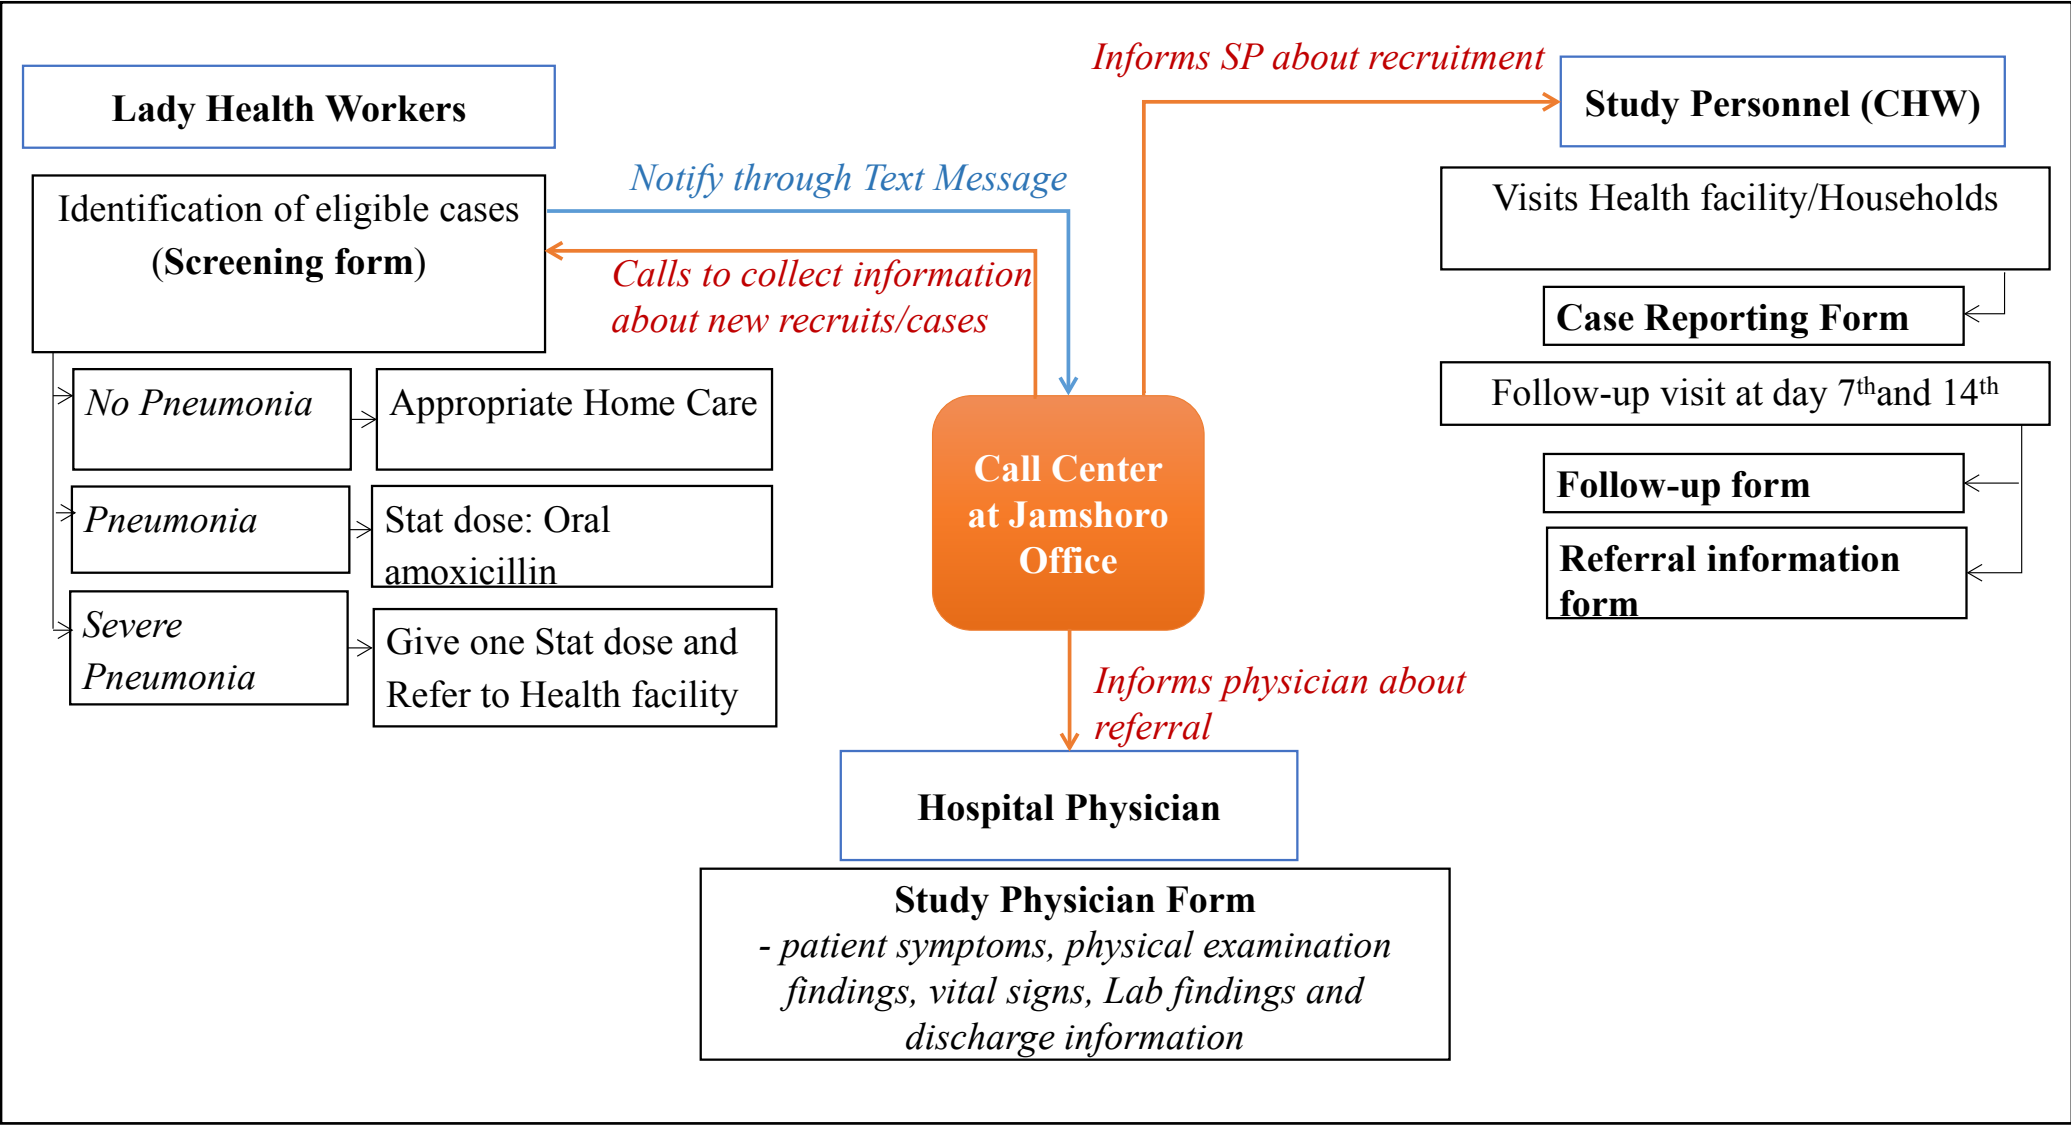 Lady Health Workers
Identification of eligible cases
(Screening form)
No Pneumonia
Appropriate Home Care
Pneumonia
Stat dose: Oral
amoxicillin
Severe
Pneumonia
Give one Stat dose and
Refer to Health facility
Notify through Text Message
Calls to collect information
about new recruits/cases
Informs SP about recruitment
Call Center
at Jamshoro
Office
Informs physician about
referral
Hospital Physician
Study Physician Form
- patient symptoms, physical examination
findings, vital signs, Lab findings and
discharge information
Study Personnel (CHW)
Visits Health facility/Households
Case Reporting Form
Follow-up visit at day 7thand 14th
Follow-up form
Referral information
form